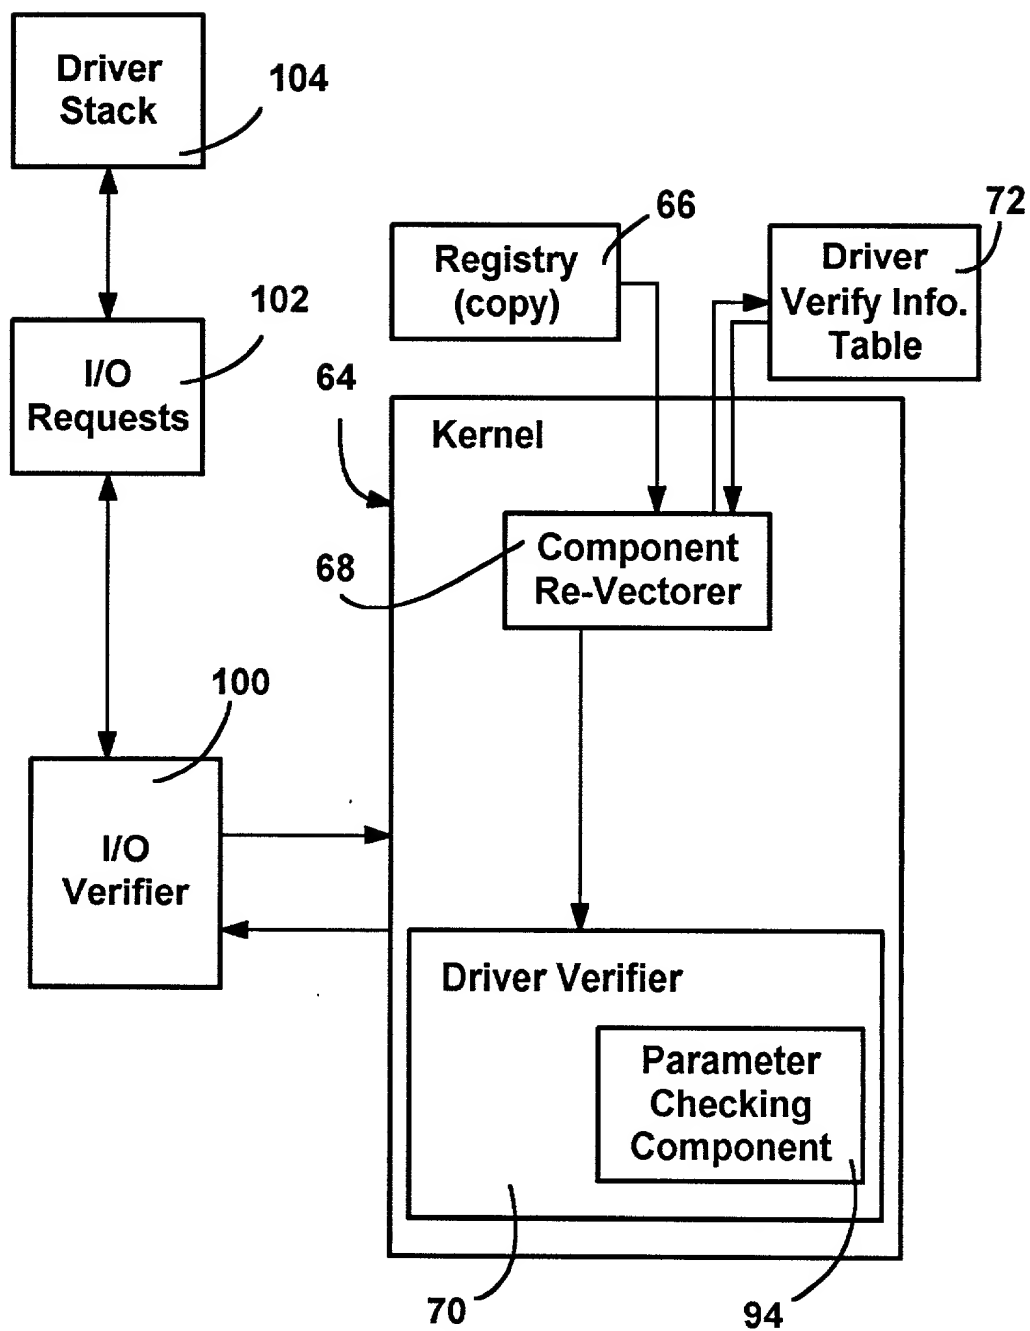 Driver
Stack
104
66
72
Registry
(copy)
Driver
Verify Info.
Table
102
I/O
Requests
64
Kernel
68
Component
Re-Vectorer
100
I/O
Verifier
Driver Verifier
Parameter
Checking
Component
70
94